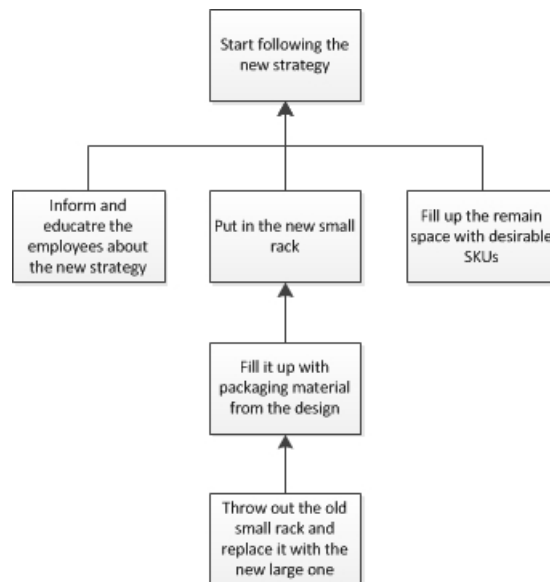 Start following the
new strategy
Inform and
educatre the
employees about
the new strategy
Put in the new small
rack
Fill up the remain
space with desirable
SKUs
Fill it up with
packaging material
from the design
Throw out the old
small rack and
replace it with the
new large one